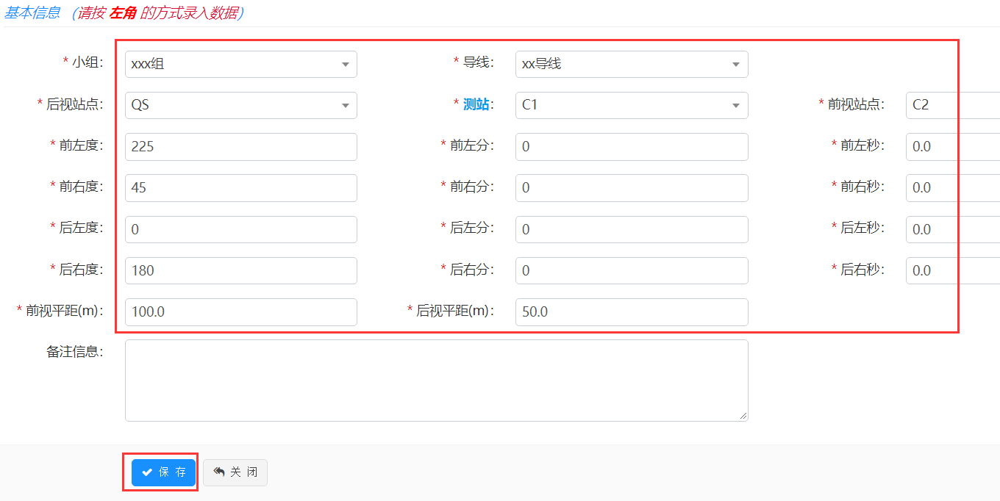 基本信息 （请按 左角 的方式录入数据）
* 小组： xxx组 * 导线： xx导线
* 后视站点： QS * 测站： C1 * 前视站点： C2
* 前左度： 225 * 前左分： 0 * 前左秒： 0.0
* 前右度： 45 * 前右分： 0 * 前右秒： 0.0
* 后左度： 0 * 后左分： 0 * 后左秒： 0.0
* 后右度： 180 * 后右分： 0 * 后右秒： 0.0
* 前视平距(m)： 100.0 * 后视平距(m)： 50.0
备注信息：
保 存 关 闭